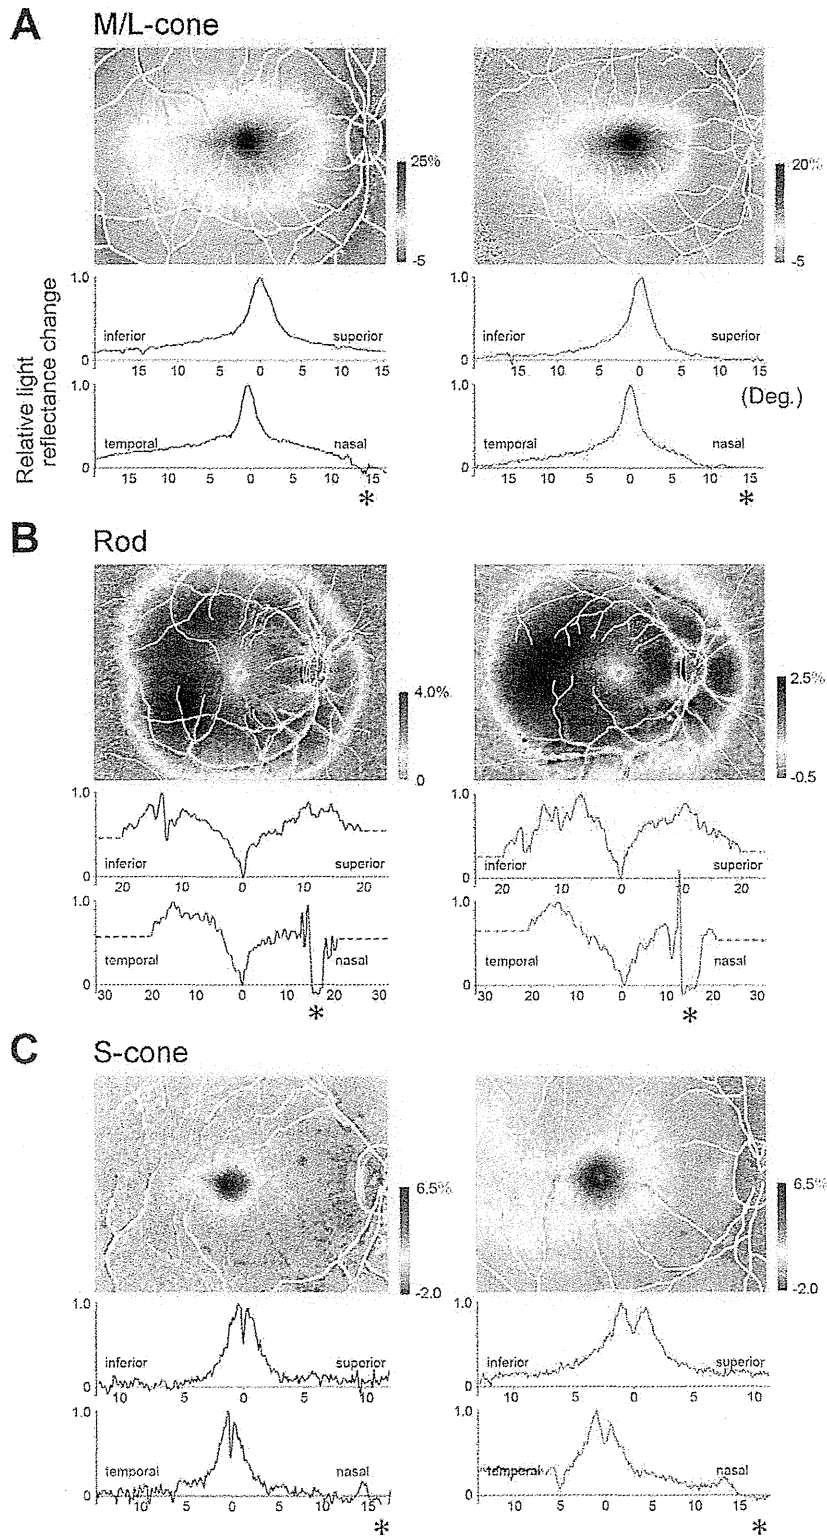 A M/L-cone
25%
-5
20%
-5
Relative light
reflectance change
1.0
inferior superior
0
15 10 5 0 5 10 15
1.0
inferior superior
0
15 10 5 0 5 10 15
1.0
temporal nasal
0
15 10 5 0 5 10 15
*
(Deg.)
1.0
temporal nasal
0
15 10 5 0 5 10 15
*
B Rod
4.0%
.0
2.5%
-0.5
1.0
inferior superior
0
20 10 0 10 20
1.0
inferior superior
0
20 10 0 10 20
1.0
temporal nasal
0
30 20 10 0 10 20 30
*
1.0
temporal nasal
0
30 20 10 0 10 20 30
*
C S-cone
6.5%
-2.0
6.5%
-2.0
1.0
inferior superior
0
10 5 0 5 10
1.0
inferior superior
0
10 5 0 5 10
1.0
temporal nasal
0
10 5 0 5 10 15
*
1.0
temporal nasal
0
10 5 0 5 10 15
*